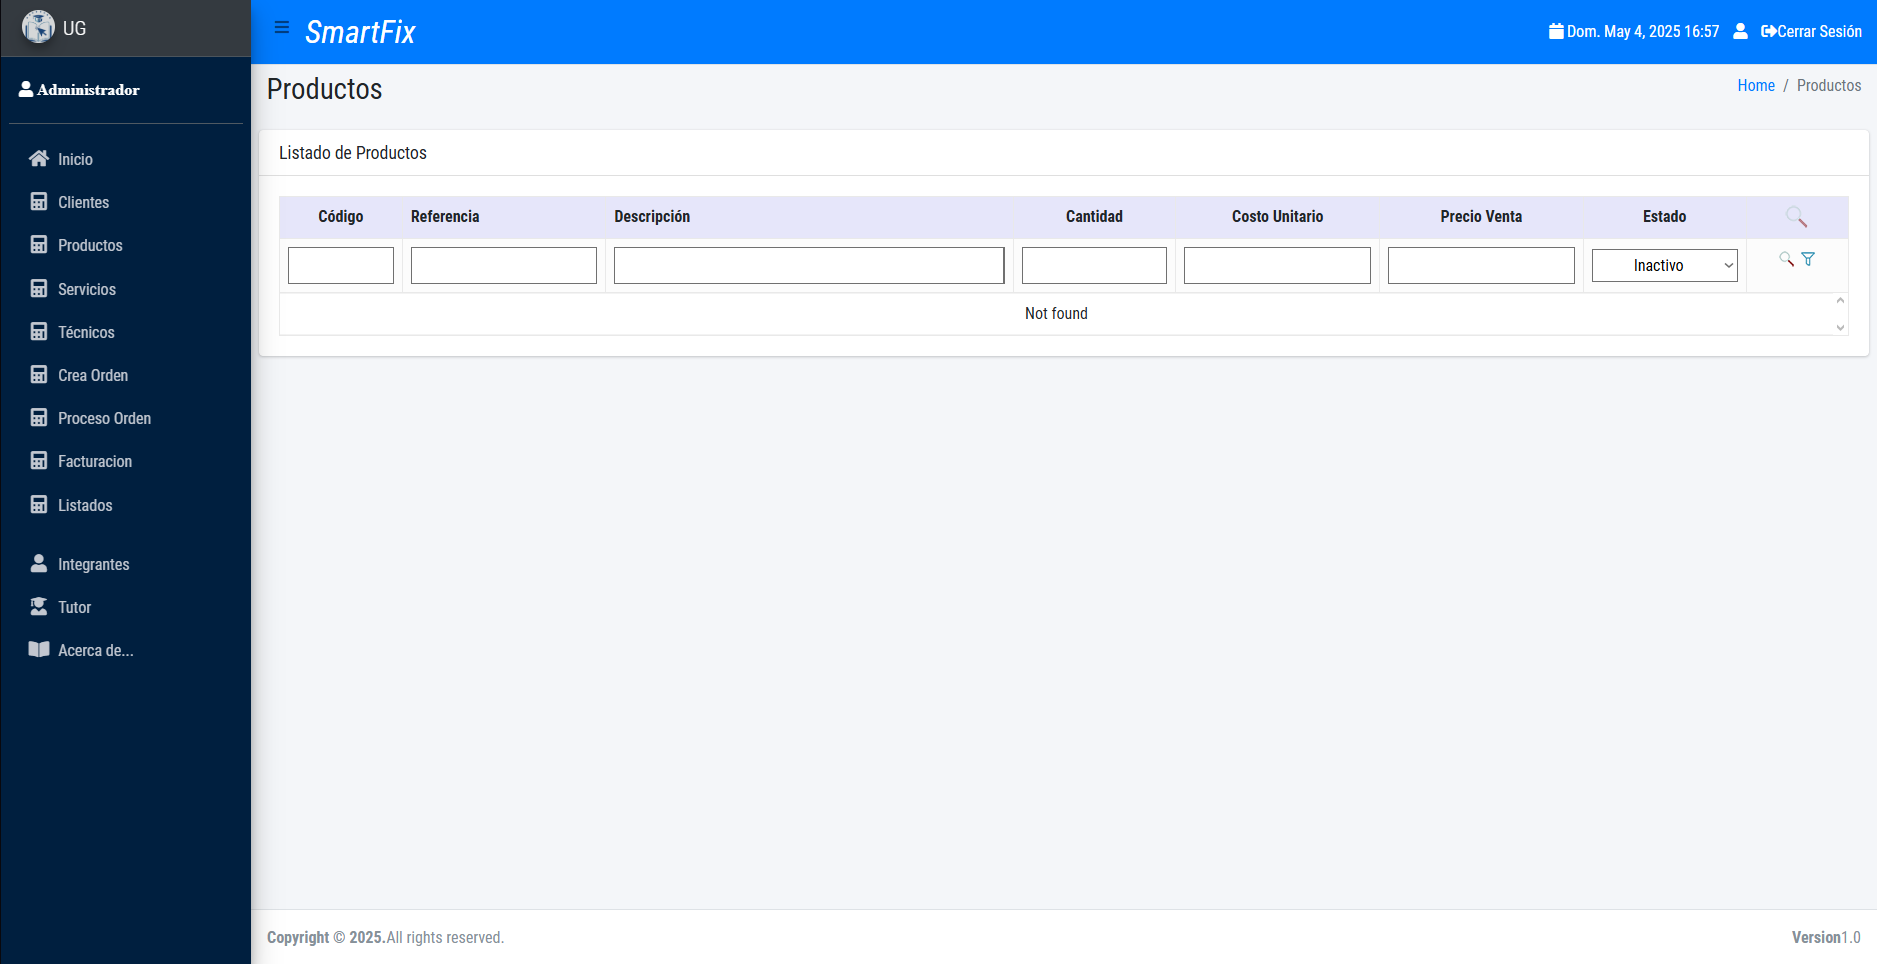 UG
SmartFix
Dom. May 4, 2025 16:57 Cerrar Sesión
Administrador
Inicio
Clientes
Productos
Servicios
Técnicos
Crea Orden
Proceso Orden
Facturacion
Listados
Integrantes
Tutor
Acerca de...
Productos
Home / Productos
Listado de Productos
Código Referencia Descripción Cantidad Costo Unitario Precio Venta Estado
Inactivo
Not found
Copyright © 2025.All rights reserved.
Version1.0